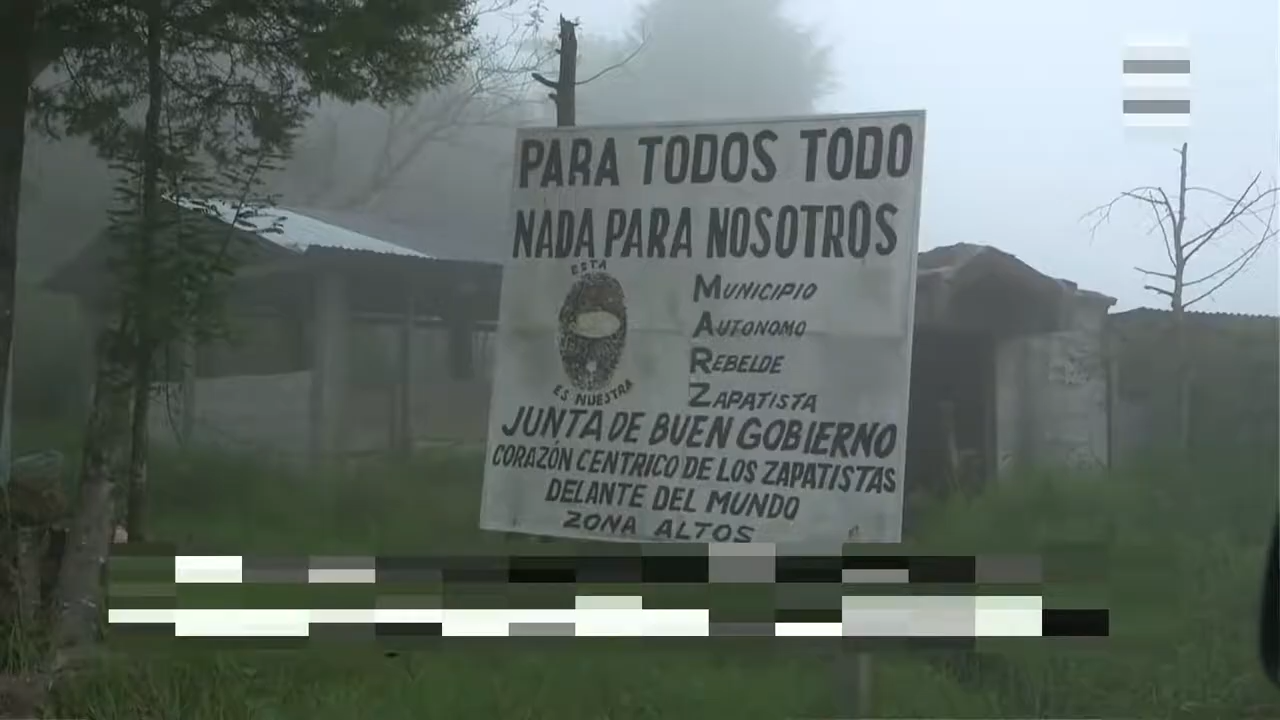 PARA TODOS TODO
NADA PARA NOSOTROS
ESTA
ES NUESTRA
MUNICIPIO
AUTONOMO
REBELDE
ZAPATISTA
JUNTA DE BUEN GOBIERNO
CORAZÓN CENTRICO DE LOS ZAPATISTAS
DELANTE DEL MUNDO
ZONA ALTOS